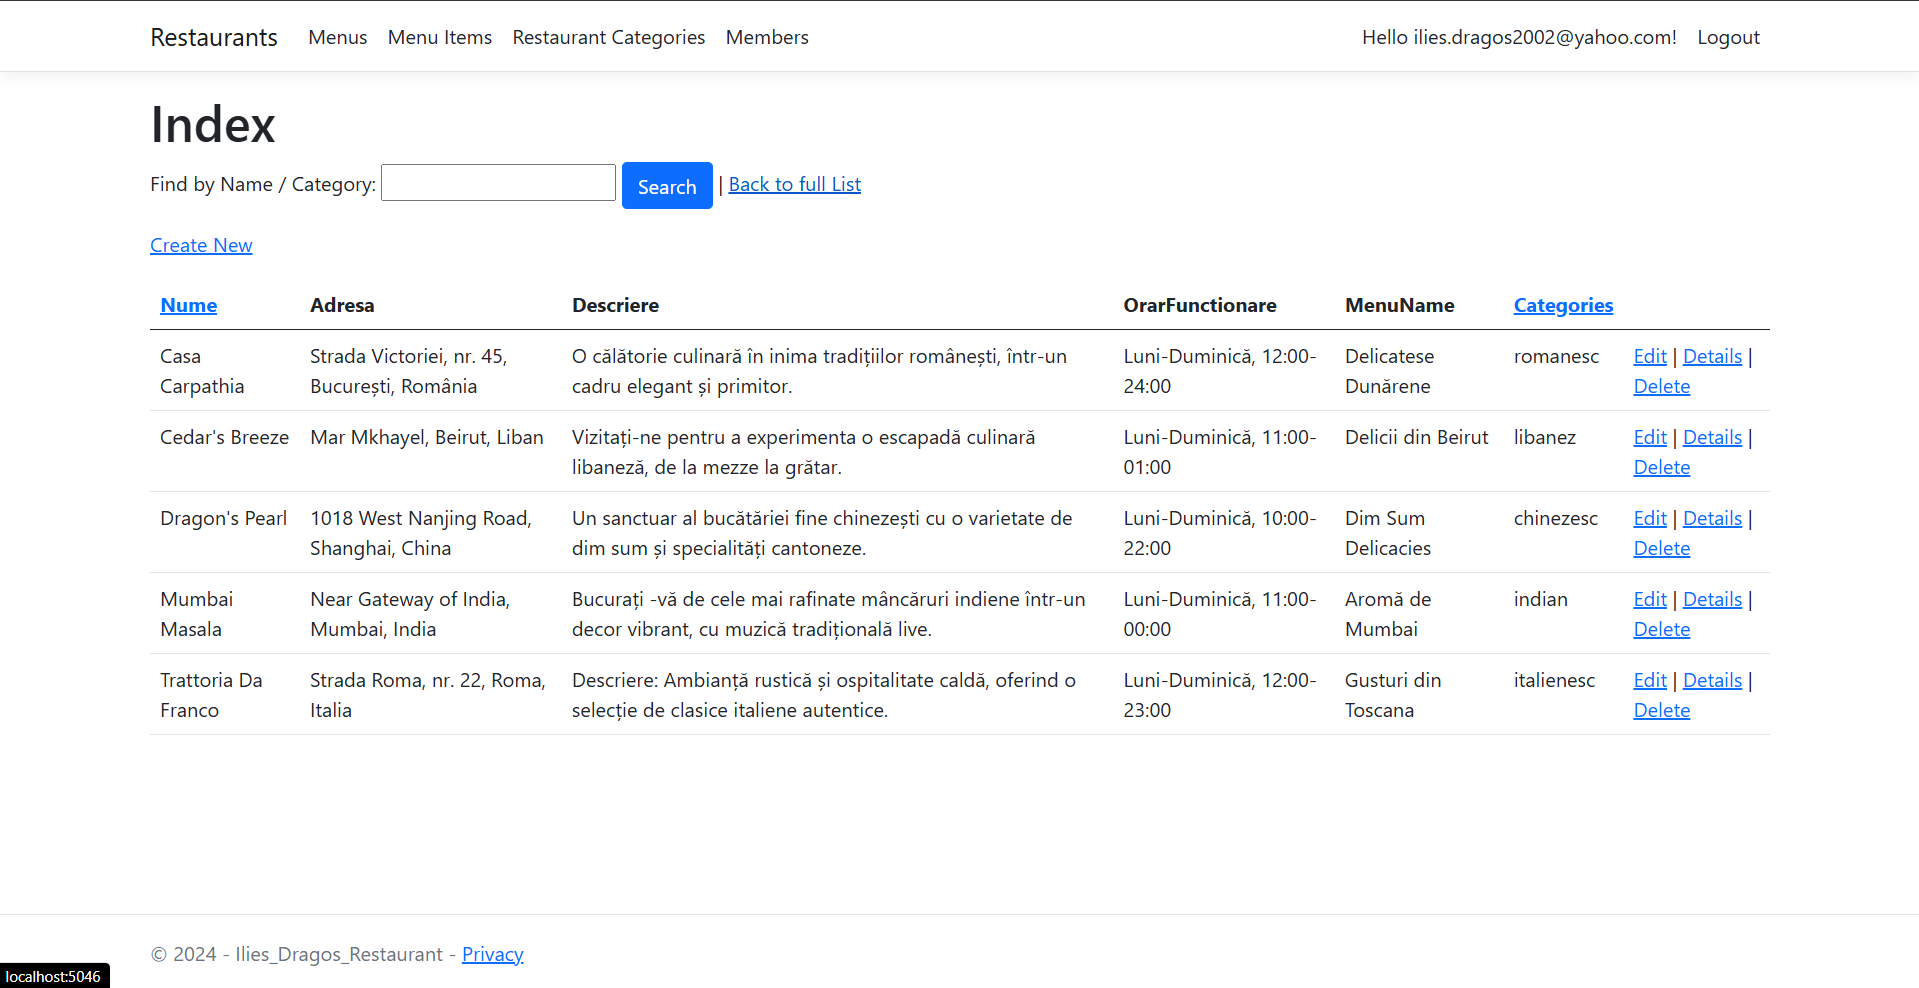 Restaurants Menus Menu Items Restaurant Categories Members Hello ilies.dragos2002@yahoo.com! Logout
Index
Find by Name / Category: Search | Back to full List
Create New
Nume Adresa Descriere OrarFunctionare MenuName Categories
Casa Strada Victoriei, nr. 45, O călătorie culinară în inima tradițiilor românești, într-un Luni-Duminică, 12:00- Delicatese romanesc Edit | Details |
Carpathia București, România cadru elegant și primitor. 24:00 Dunărene Delete
Cedar's Breeze Mar Mkhayel, Beirut, Liban Vizitați-ne pentru a experimenta o escapadă culinară Luni-Duminică, 11:00- Delicii din Beirut libanez Edit | Details |
libaneză, de la mezze la grătar. 01:00 Delete
Dragon's Pearl 1018 West Nanjing Road, Un sanctuar al bucătăriei fine chinezești cu o varietate de Luni-Duminică, 10:00- Dim Sum chinezesc Edit | Details |
Shanghai, China dim sum și specialități cantoneze. 22:00 Delicacies Delete
Mumbai Near Gateway of India, Bucurați -vă de cele mai rafinate mâncăruri indiene într-un Luni-Duminică, 11:00- Aromă de indian Edit | Details |
Masala Mumbai, India decor vibrant, cu muzică tradițională live. 00:00 Mumbai Delete
Trattoria Da Strada Roma, nr. 22, Roma, Descriere: Ambianță rustică și ospitalitate caldă, oferind o Luni-Duminică, 12:00- Gusturi din italienesc Edit | Details |
Franco Italia selecție de clasice italiene autentice. 23:00 Toscana Delete
© 2024 - Ilies_Dragos_Restaurant - Privacy
localhost:5046